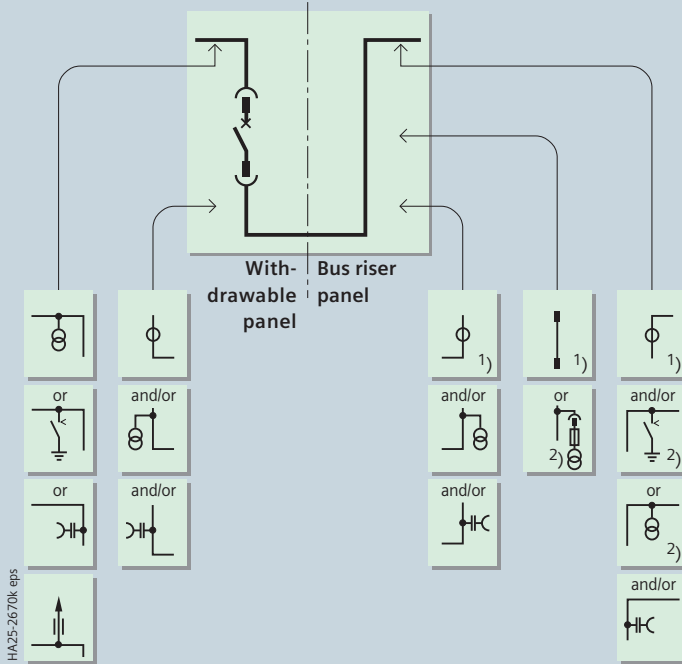 With-
drawable
panel
Bus riser
panel
1)
1)
1)
or
and/or
and/or
or
2)
and/or
2)
or
and/or
and/or
or
2)
and/or
HA25-2670k eps